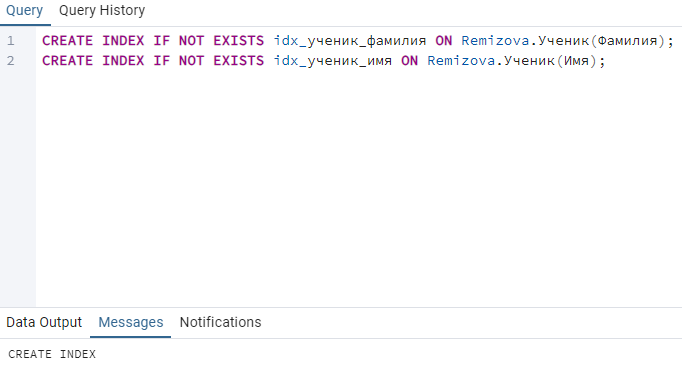 Query Query History
1 CREATE INDEX IF NOT EXISTS idx_ученик_фамилия ON Remizova.Ученик(Фамилия);
2 CREATE INDEX IF NOT EXISTS idx_ученик_имя ON Remizova.Ученик(Имя);
Data Output Messages Notifications
CREATE INDEX